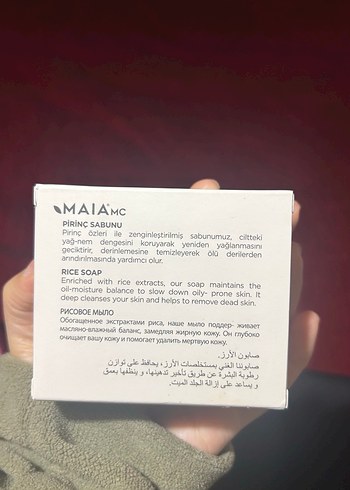 MAIA MC
PİRİNÇ SABUNU
Pirinç özleri ile zenginleştirilmiş sabunumuz, ciltteki
yağ-nem dengesini koruyarak yeniden yağlanmasını
geciktirir, derinlemesine temizleyerek ölü derilerden
arındırılmasında yardımcı olur.
RICE SOAP
Enriched with rice extracts, our soap maintains the
oil-moisture balance to slow down oily- prone skin. It
deep cleanses your skin and helps to remove dead skin.
РИСОВОЕ МЫЛО
Обогащенное экстрактами риса, наше мыло поддер- живает
масляно-влажный баланс, замедляя жирную кожу. Он глубоко
очищает вашу кожу и помогает удалить мертвую кожу.
صابون الأرز.
صابوننا الغني بمستخلصات الأرز، يحافظ على توازن
رطوبة البشرة عن طريق تأخير تدهينها، و ينظفها بعمق
و يساعد على إزالة الجلد الميت.